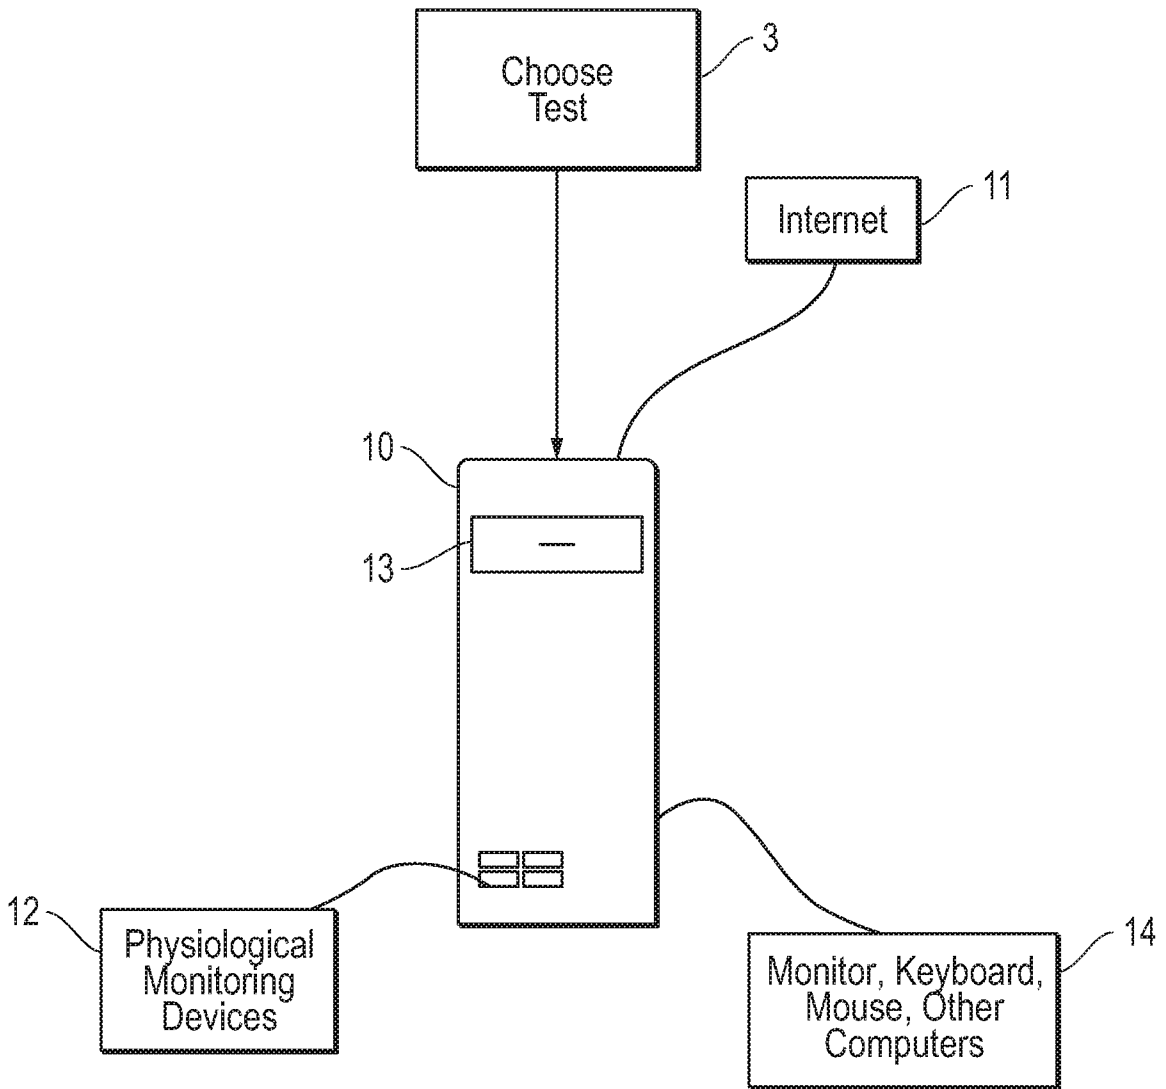 Choose
Test
3
Internet
11
10
13
12
Physiological
Monitoring
Devices
14
Monitor, Keyboard,
Mouse, Other
Computers